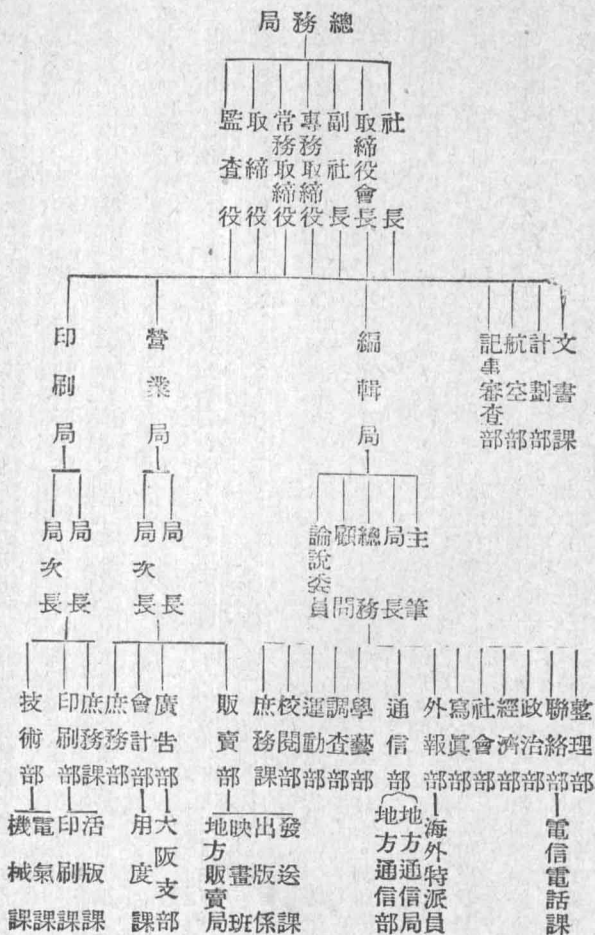 總務局
社長
取締役會長
副社長
專務取締役
常務取締役
取締役
監査役
文書課
計劃部
航空部
記事審査部
編輯局
營業局
印刷局
主筆
局長
總務
顧問
論說委員
局長
局次長
局長
局次長
整理部
聯絡部
政治部
經濟部
社會部
寫眞部
外報部
通信部
學藝部
調査部
運動部
校閱部
庶務課
販賣部
廣告部
會計部
庶務部
庶務課
印刷部
技術部
電信電話課
海外特派員
地方通信局
地方通信部
發送課
出版係
映畫班
地方販賣局
大阪支部
用度課
活版課
印刷課
電氣課
機械課